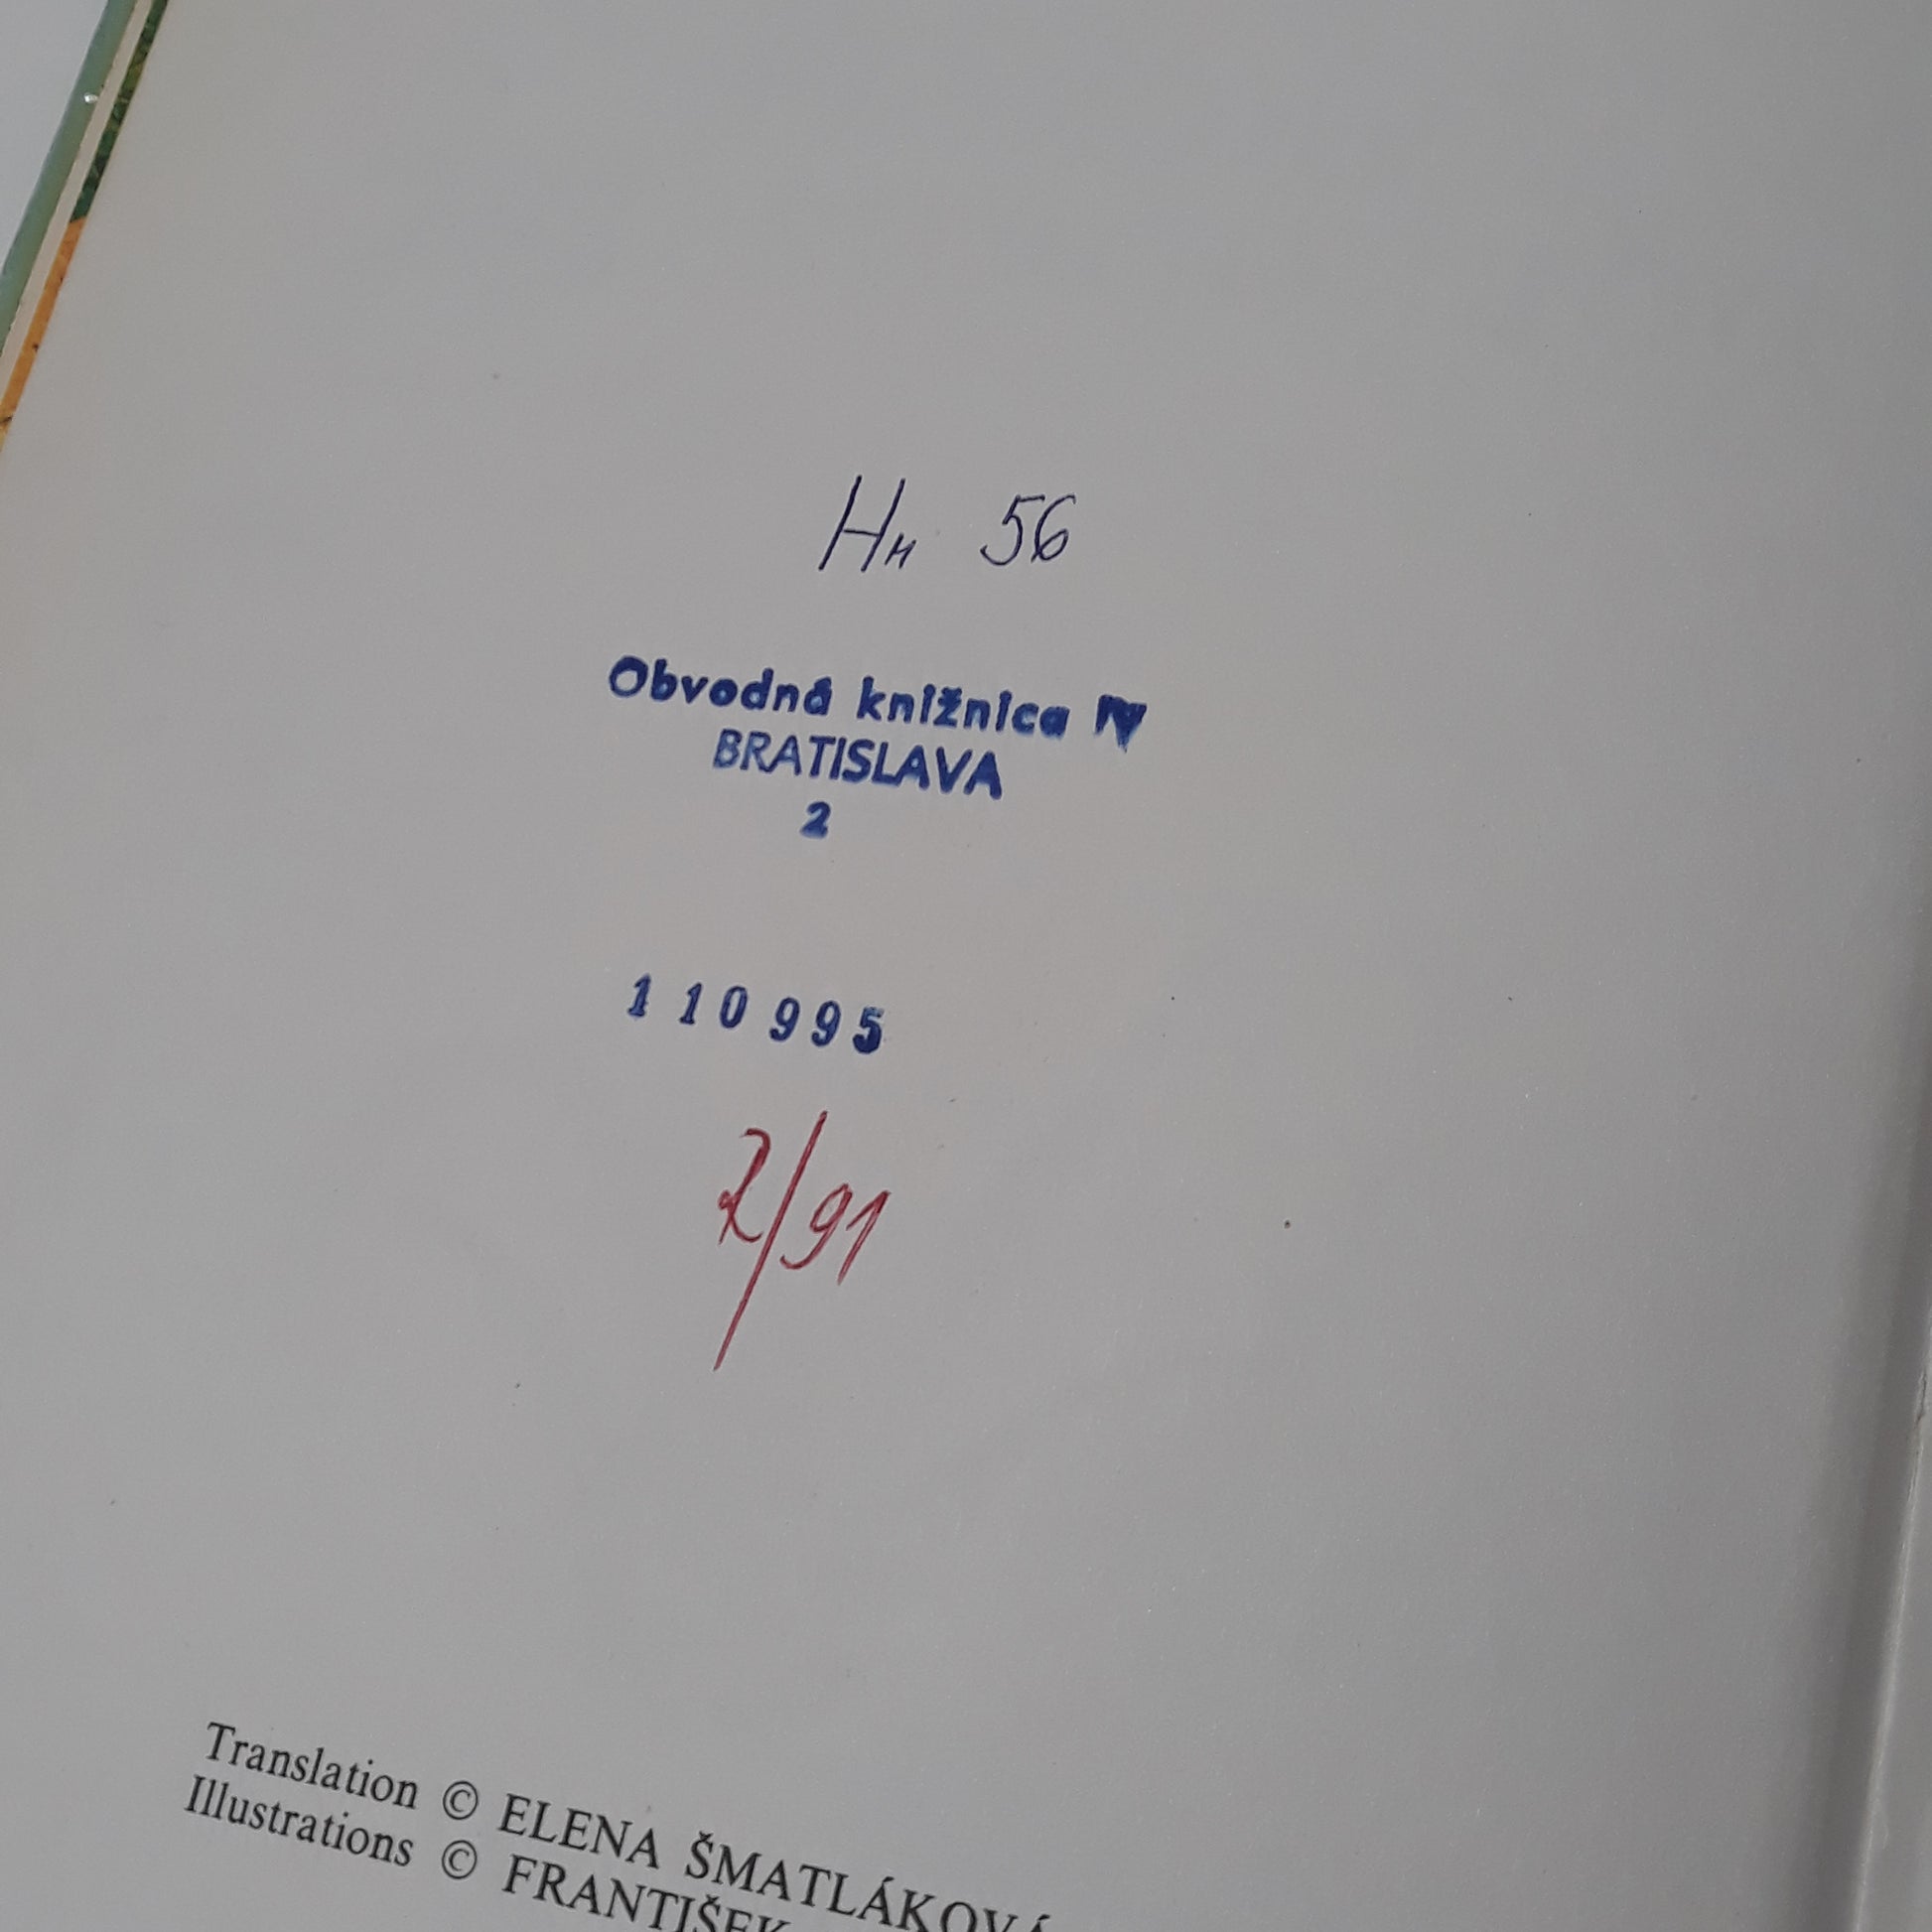 Hn 56
Obvodná knižnica IV
BRATISLAVA
2
110995
2/91
Translation © ELENA ŠMATLÁKOVÁ
Illustrations © FRANTIŠEK